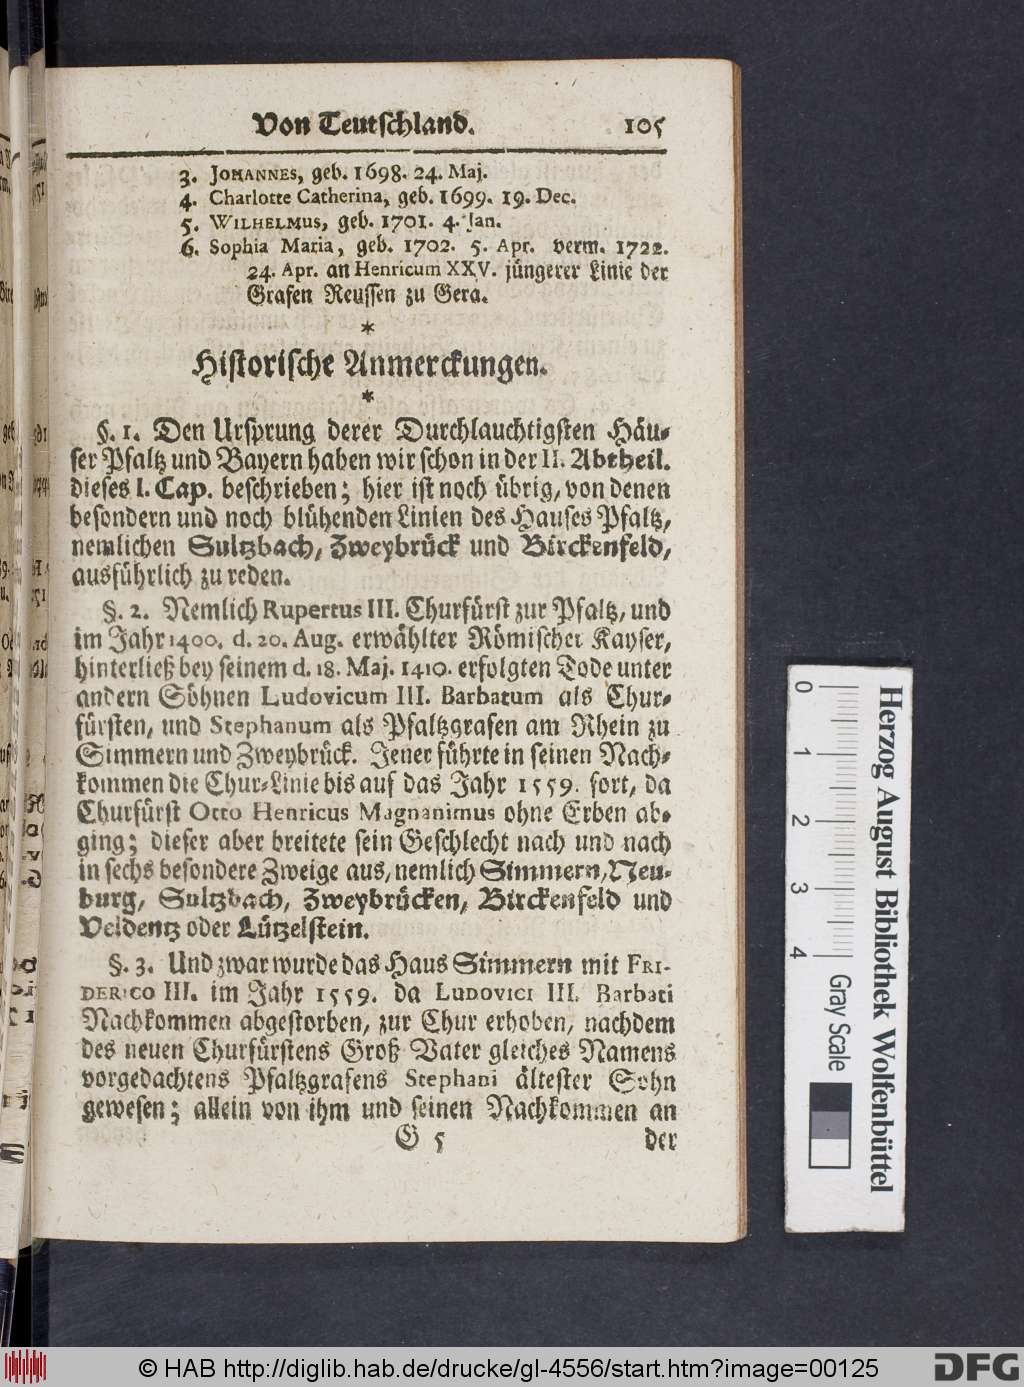 Von Teutschland. 105
3. JOHANNES, geb. 1698. 24. Maj.
4. Charlotte Catherina, geb. 1699. 19. Dec.
5. WILHELMUS, geb. 1701. 4. Jan.
6. Sophia Maria, geb. 1702. 5. Apr. verm. 1722.
24. Apr. an Henricum XXV. jüngerer Linie der
Grafen Reussen zu Gera.
*
Historische Anmerckungen.
*
§. 1. Den Ursprung derer Durchlauchtigsten Häu-
ser Pfaltz und Bayern haben wir schon in der II. Abtheil.
dieses I. Cap. beschrieben; hier ist noch übrig, von denen
besondern und noch blühenden Linien des Hauses Pfaltz,
nemlichen Sultzbach, Zweybrück und Birckenfeld,
ausführlich zu reden.
§. 2. Nemlich Rupertus III. Churfürst zur Pfaltz, und
im Jahr 1400. d. 20. Aug. erwählter Römischer Kayser,
hinterließ bey seinem d. 18. Maj. 1410. erfolgten Tode unter
andern Söhnen Ludovicum III. Barbatum als Chur-
fürsten, und Stephanum als Pfaltzgrafen am Rhein zu
Simmern und Zweybrück. Jener führte in seinen Nach-
kommen die Chur-Linie bis auf das Jahr 1559. fort, da
Churfürst Otto Henricus Magnanimus ohne Erben ab-
ging; dieser aber breitete sein Geschlecht nach und nach
in sechs besondere Zweige aus, nemlich Simmern, Neu-
burg, Sultzbach, Zweybrücken, Birckenfeld und
Veldentz oder Lützelstein.
§. 3. Und zwar wurde das Haus Simmern mit FRI-
DERICO III. im Jahr 1559. da LUDOVICI III. Barbati
Nachkommen abgestorben, zur Chur erhoben, nachdem
des neuen Churfürstens Groß-Vater gleiches Namens
vorgedachtens Pfaltzgrafens Stephani ältester Sohn
gewesen; allein von ihm und seinen Nachkommen an
G 5 der
0 1 2 3 4 Gray Scale
Herzog August Bibliothek Wolfenbüttel
© HAB http://diglib.hab.de/drucke/gl-4556/start.htm?image=00125
DFG